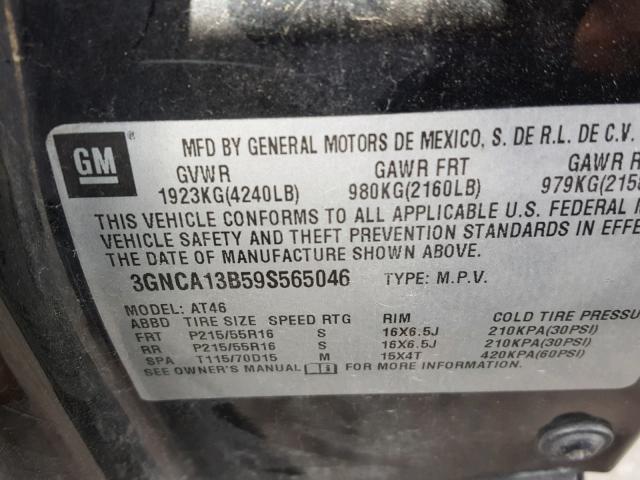 GM
MFD BY GENERAL MOTORS DE MEXICO, S. DE R.L. DE C.V.
GVWR GAWR FRT GAWR R
1923KG(4240LB) 980KG(2160LB) 979KG(2158
THIS VEHICLE CONFORMS TO ALL APPLICABLE U.S. FEDERAL M
VEHICLE SAFETY AND THEFT PREVENTION STANDARDS IN EFFE
THE DATE OF MANUFACTURE SHOWN ABOVE.
3GNCA13B59S565046 TYPE: M.P.V.
MODEL: AT46
ABBD TIRE SIZE SPEED RTG RIM COLD TIRE PRESSU
FRT P215/55R16 S 16X6.5J 210KPA(30PSI)
RR P215/55R16 S 16X6.5J 210KPA(30PSI)
SPA T115/70D15 M 15X4T 420KPA(60PSI)
SEE OWNER'S MANUAL FOR MORE INFORMATION.